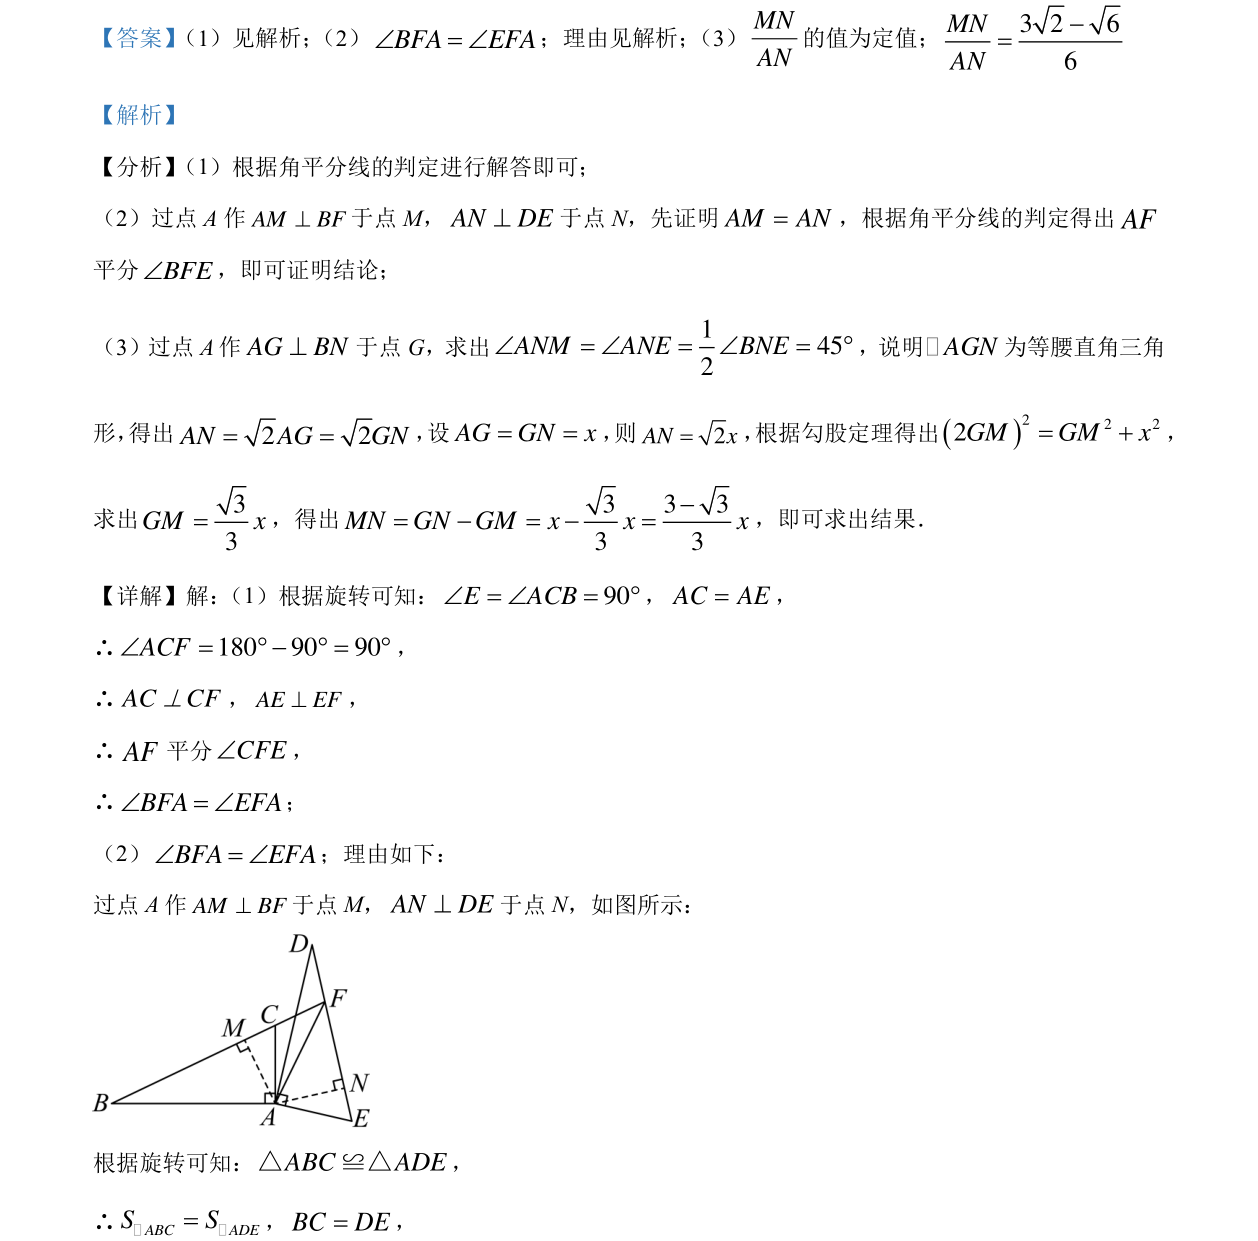 【答案】（1）见解析；（2）∠BFA = ∠EFA；理由见解析；（3）MN/AN 的值为定值；MN/AN = (3√2 − √6)/6
【解析】
【分析】（1）根据角平分线的判定进行解答即可；
（2）过点 A 作 AM ⊥ BF 于点 M， AN ⊥ DE 于点 N，先证明 AM = AN ，根据角平分线的判定得出 AF
平分∠BFE ，即可证明结论；
（3）过点 A 作 AG ⊥ BN 于点 G，求出∠ANM = ∠ANE = 1/2 ∠BNE = 45° ，说明□AGN 为等腰直角三角
形，得出 AN = √2AG = √2GN ，设 AG = GN = x ，则 AN = √2x ，根据勾股定理得出(2GM)² = GM² + x² ，
求出GM = √3/3 x ，得出 MN = GN − GM = x − √3/3 x = (3 − √3)/3 x ，即可求出结果．
【详解】解：（1）根据旋转可知： ∠E = ∠ACB = 90° ， AC = AE ，
∴ ∠ACF = 180° − 90° = 90° ，
∴ AC ⊥ CF ， AE ⊥ EF ，
∴ AF 平分∠CFE ，
∴ ∠BFA = ∠EFA ；
（2） ∠BFA = ∠EFA ；理由如下：
过点 A 作 AM ⊥ BF 于点 M， AN ⊥ DE 于点 N，如图所示：
D
F
C
M
N
B
A
E
根据旋转可知： △ABC≌△ADE ，
∴ S□ABC = S□ADE ， BC = DE ，